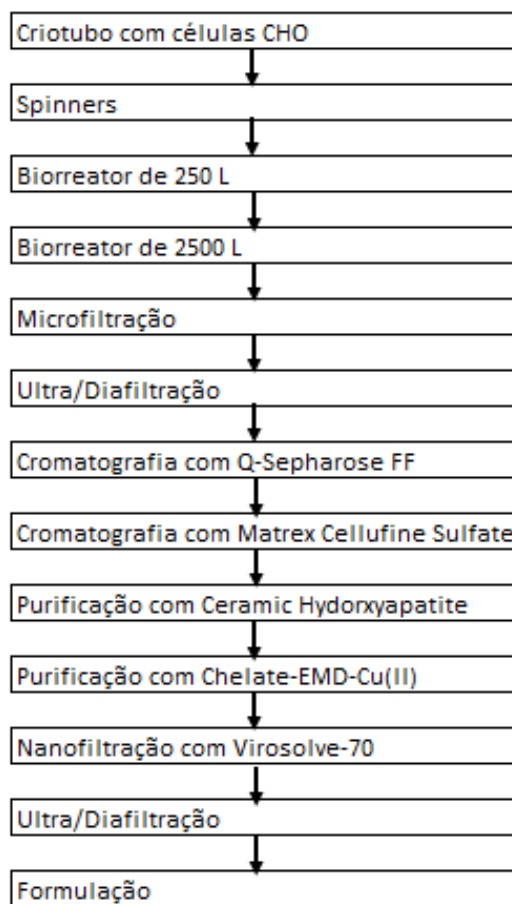 Criotubo com células CHO
Spinners
Biorreator de 250 L
Biorreator de 2500 L
Microfiltração
Ultra/Diafiltração
Cromatografia com Q-Sepharose FF
Cromatografia com Matrex Cellufine Sulfate
Purificação com Ceramic Hydorxyapatite
Purificação com Chelate-EMD-Cu(II)
Nanofiltração com Virosolve-70
Ultra/Diafiltração
Formulação